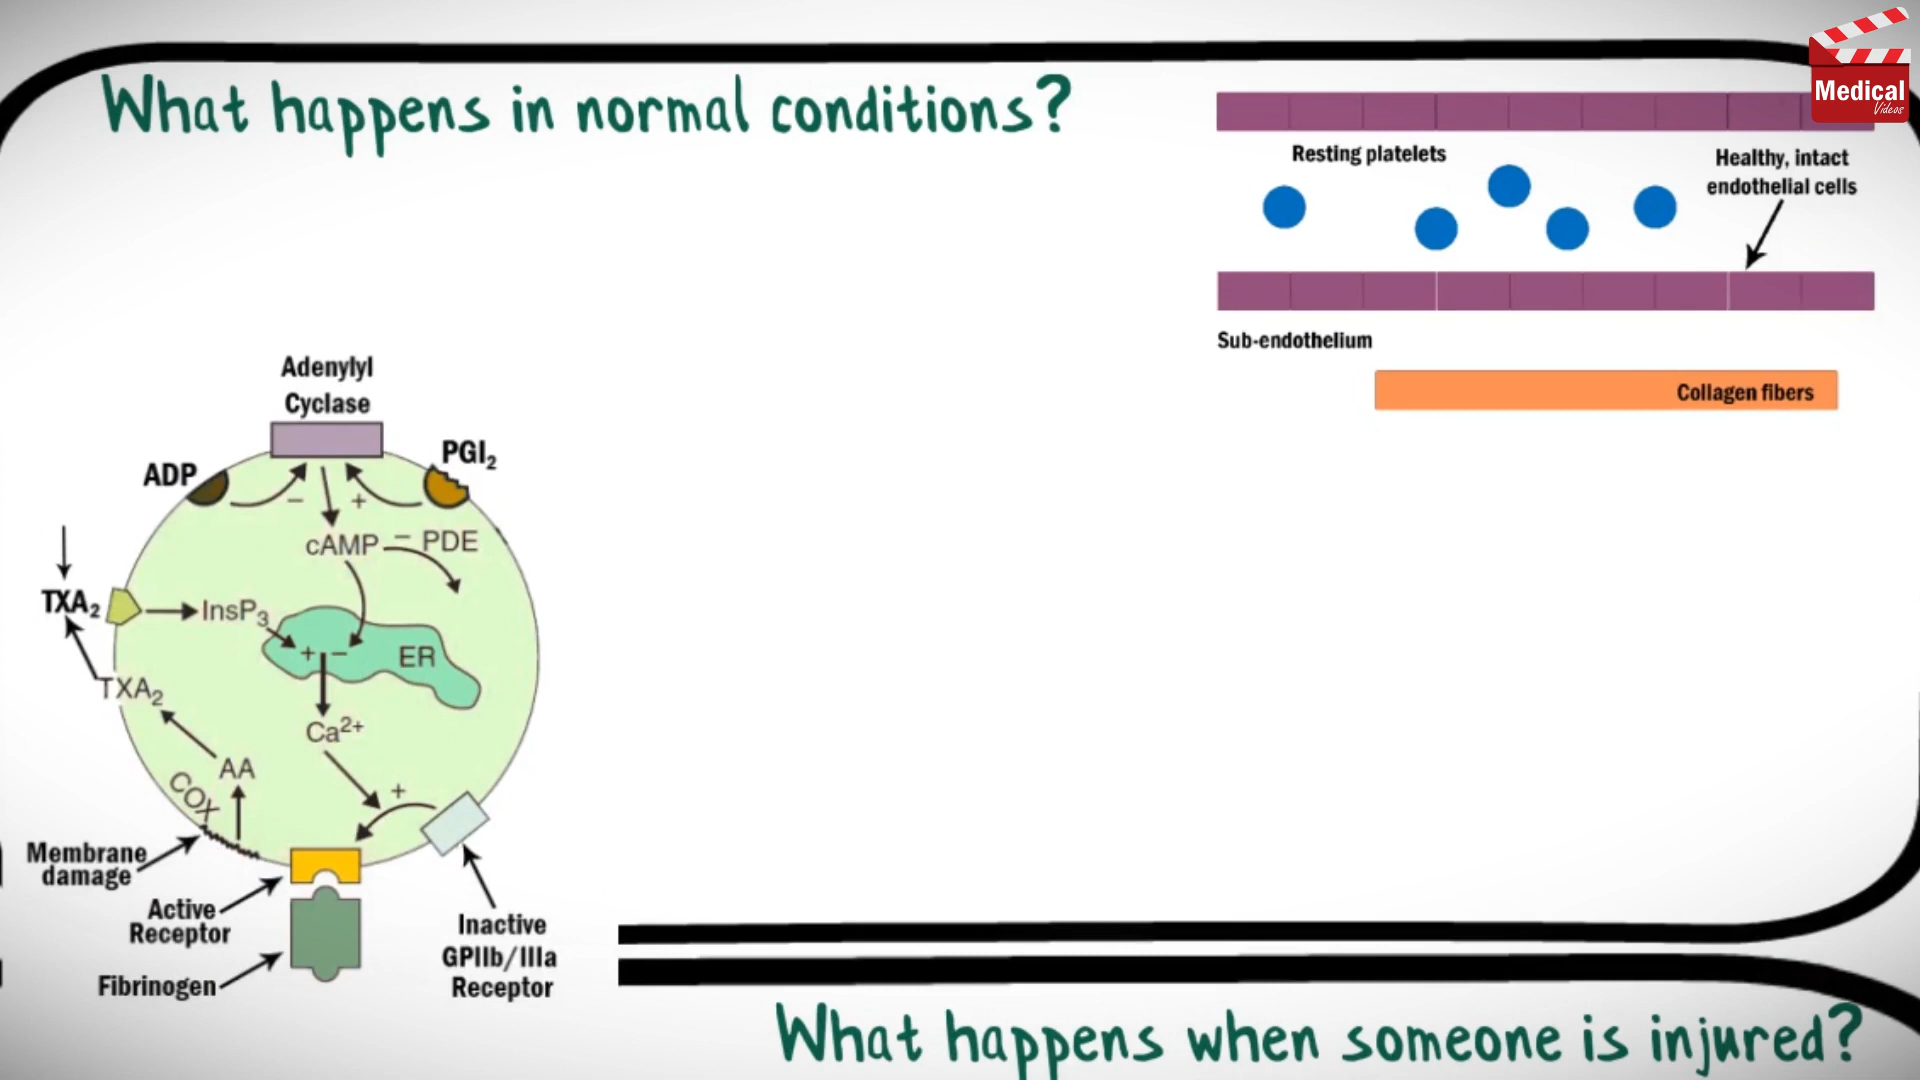 What happens in normal conditions?
Medical
Videos
Resting platelets
Healthy, intact
endothelial cells
Sub-endothelium
Collagen fibers
Adenylyl
Cyclase
ADP
PGI₂
− +
cAMP − PDE
TXA₂
InsP₃
+ −
ER
TXA₂
Ca²⁺
AA
COX
+
Membrane
damage
Active
Receptor
Fibrinogen
Inactive
GPIIb/IIIa
Receptor
What happens when someone is injured?